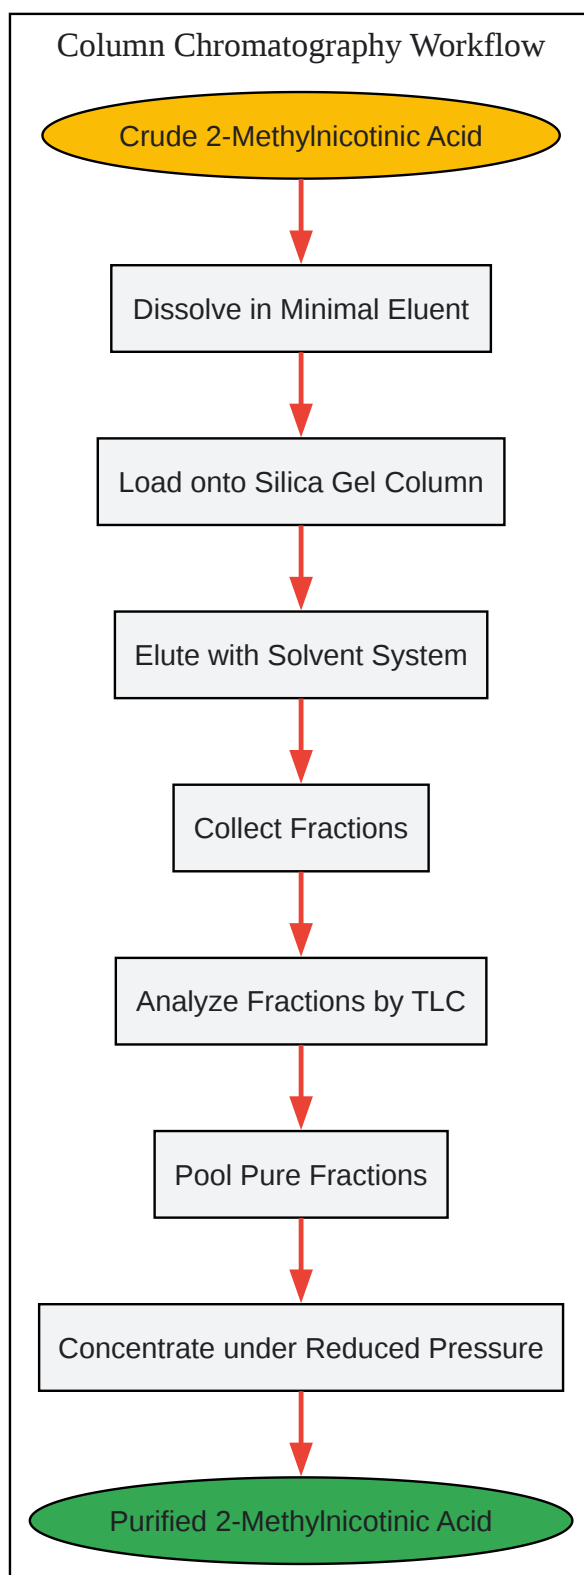 Column Chromatography Workflow
Crude 2-Methylnicotinic Acid
Dissolve in Minimal Eluent
Load onto Silica Gel Column
Elute with Solvent System
Collect Fractions
Analyze Fractions by TLC
Pool Pure Fractions
Concentrate under Reduced Pressure
Purified 2-Methylnicotinic Acid